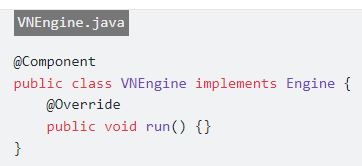 VNEngine.java
@Component
public class VNEngine implements Engine {
    @Override
    public void run() {}
}